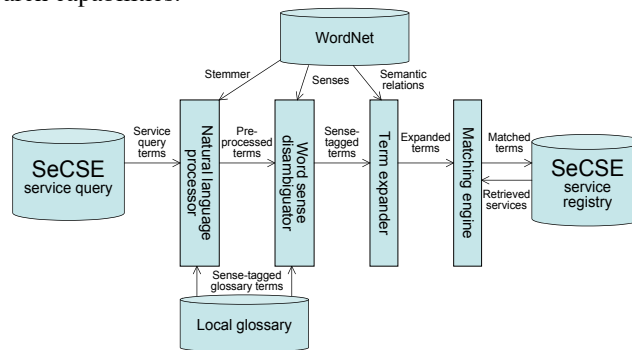 WordNet
Stemmer
Senses
Semantic
relations
SeCSE
service query
Service
query
terms
Natural language
processor
Pre-
processed
terms
Word sense
disambiguator
Sense-
tagged
terms
Term expander
Expanded
terms
Matching engine
Matched
terms
Retrieved
services
SeCSE
service
registry
Sense-tagged
glossary terms
Local glossary